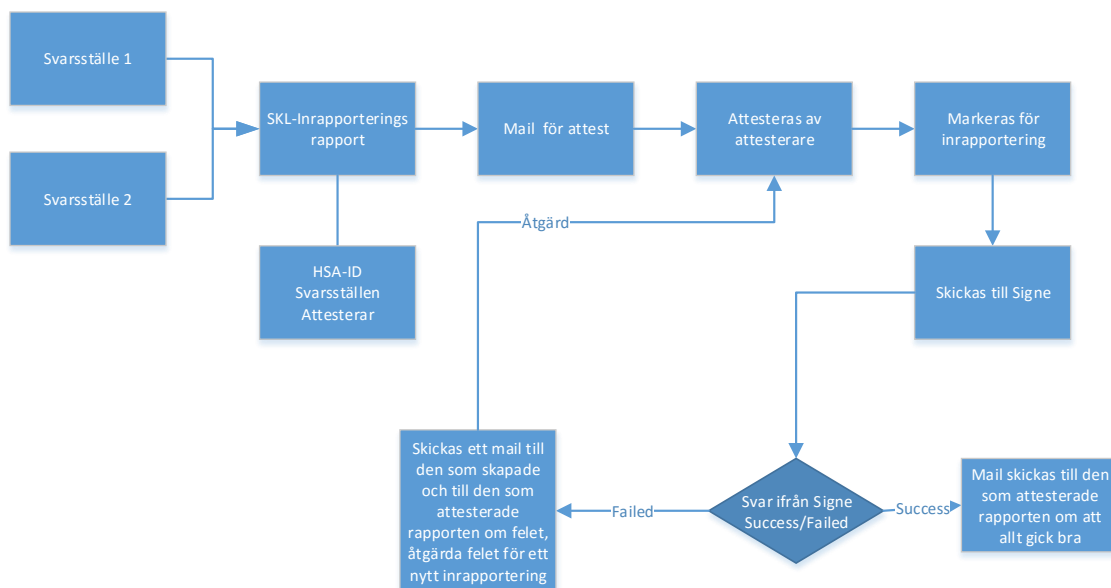 Svarsställe 1
Svarsställe 2
SKL-Inrapporterings
rapport
HSA-ID
Svarsställen
Attesterar
Mail för attest
Attesteras av
attesterare
Markeras för
inrapportering
Skickas till Signe
Svar ifrån Signe
Success/Failed
Success
Mail skickas till den
som attesterade
rapporten om att
allt gick bra
Failed
Skickas ett mail till
den som skapade
och till den som
attesterade
rapporten om felet,
åtgärda felet för ett
nytt inrapportering
Åtgärd